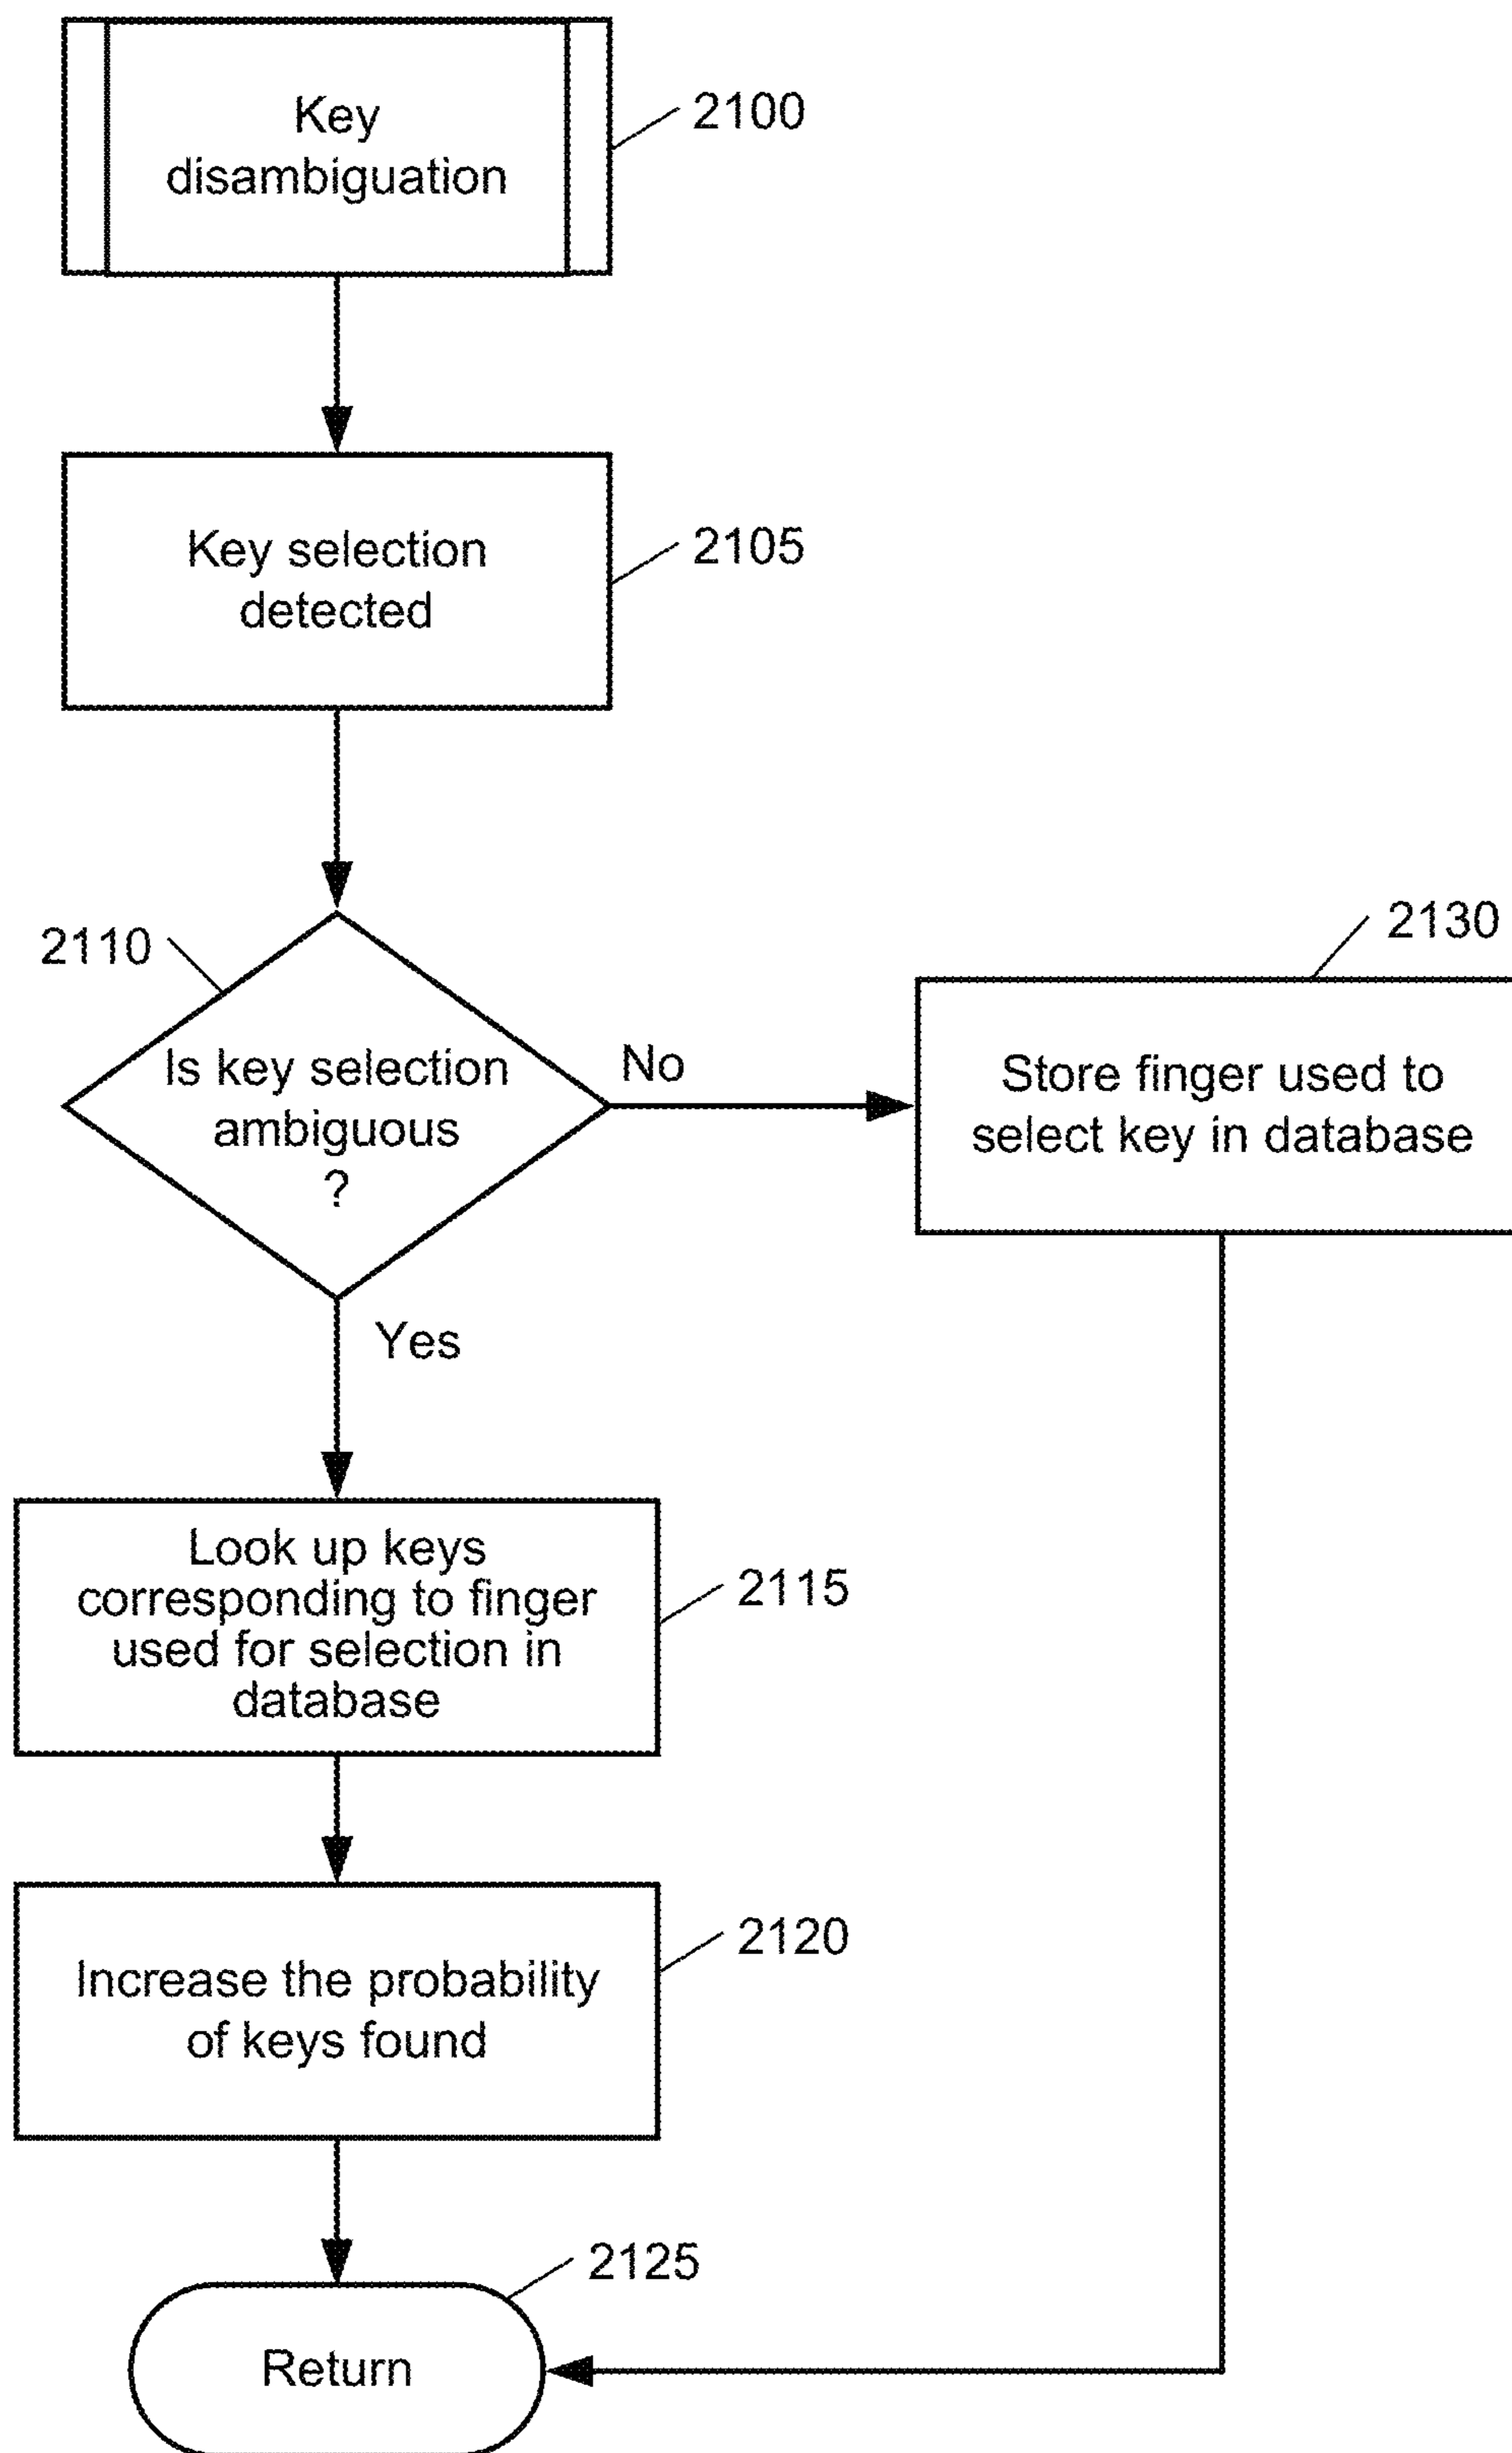 Key
disambiguation
2100
Key selection
detected
2105
2110
Is key selection
ambiguous
?
No
2130
Store finger used to
select key in database
Yes
Look up keys
corresponding to finger
used for selection in
database
2115
Increase the probability
of keys found
2120
2125
Return